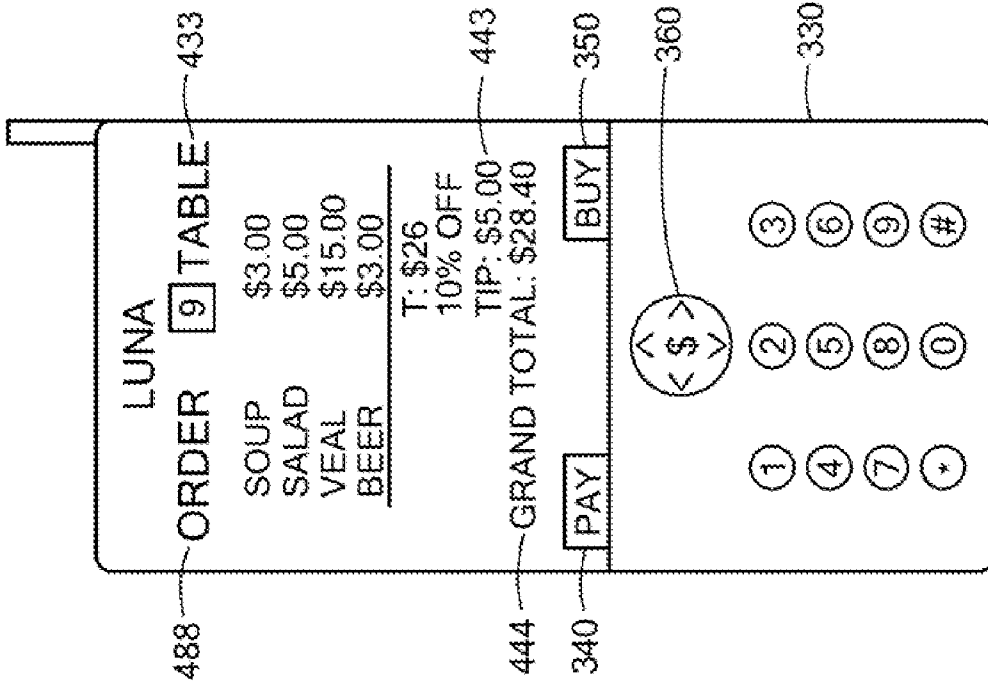 LUNA
488 ORDER 9 TABLE 433
SOUP $3.00
SALAD $5.00
VEAL $15.00
BEER $3.00
T: $26
10% OFF
TIP: $5.00 443
444 GRAND TOTAL: $28.40
340 PAY BUY 350
< ^ $ v > 360
1 2 3
4 5 6
7 8 9
* 0 #
330